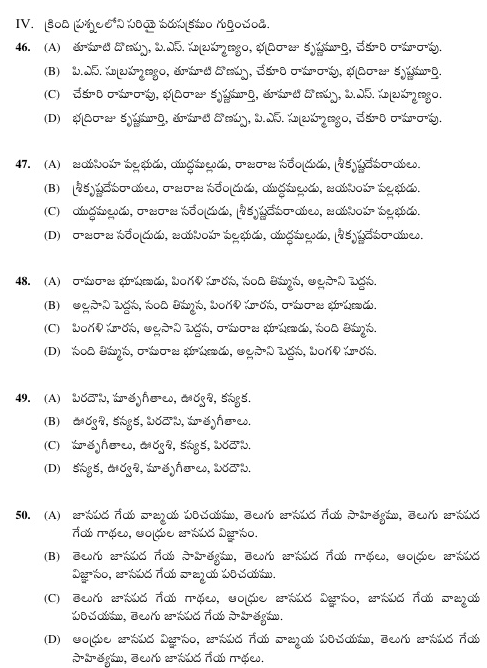 IV. క్రింది ప్రశ్నలలోని సరియై వరుసక్రమం గుర్తించండి.
46. (A) తూమాటి దొణప్ప, పి.ఎస్. సుబ్రహ్మణ్యం, భద్రిరాజు కృష్ణమూర్తి, చేకూరి రామారావు.
(B) పి.ఎస్. సుబ్రహ్మణ్యం, తూమాటి దొణప్ప, చేకూరి రామారావు, భద్రిరాజు కృష్ణమూర్తి.
(C) చేకూరి రామారావు, భద్రిరాజు కృష్ణమూర్తి, తూమాటి దొణప్ప, పి.ఎస్. సుబ్రహ్మణ్యం.
(D) భద్రిరాజు కృష్ణమూర్తి, తూమాటి దొణప్ప, పి.ఎస్. సుబ్రహ్మణ్యం, చేకూరి రామారావు.
47. (A) జయసింహ వల్లభుడు, యుద్ధమల్లుడు, రాజరాజ నరేంద్రుడు, శ్రీకృష్ణదేవరాయలు.
(B) శ్రీకృష్ణదేవరాయలు, రాజరాజ నరేంద్రుడు, యుద్ధమల్లుడు, జయసింహ వల్లభుడు.
(C) యుద్ధమల్లుడు, రాజరాజ నరేంద్రుడు, శ్రీకృష్ణదేవరాయలు, జయసింహ వల్లభుడు.
(D) రాజరాజ నరేంద్రుడు, జయసింహ వల్లభుడు, యుద్ధమల్లుడు, శ్రీకృష్ణదేవరాయులు.
48. (A) రామరాజ భూషణుడు, పింగళి సూరన, నంది తిమ్మన, అల్లసాని పెద్దన.
(B) అల్లసాని పెద్దన, నంది తిమ్మన, పింగళి సూరన, రామరాజ భూషణుడు.
(C) పింగళి సూరన, అల్లసాని పెద్దన, రామరాజ భూషణుడు, నంది తిమ్మన.
(D) నంది తిమ్మన, రామరాజ భూషణుడు, అల్లసాని పెద్దన, పింగళి సూరన.
49. (A) పిరదౌసి, మాతృగీతాలు, ఊర్వశి, కన్యక.
(B) ఊర్వశి, కన్యక, పిరదౌసి, మాతృగీతాలు.
(C) మాతృగీతాలు, ఊర్వశి, కన్యక, పిరదౌసి.
(D) కన్యక, ఊర్వశి, మాతృగీతాలు, పిరదౌసి.
50. (A) జానపద గేయ వాఙ్మయ పరిచయము, తెలుగు జానపద గేయ సాహిత్యము, తెలుగు జానపద
గేయ గాథలు, ఆంధ్రుల జానపద విజ్ఞానం.
(B) తెలుగు జానపద గేయ సాహిత్యము, తెలుగు జానపద గేయ గాథలు, ఆంధ్రుల జానపద
విజ్ఞానం, జానపద గేయ వాఙ్మయ పరిచయము.
(C) తెలుగు జానపద గేయ గాథలు, ఆంధ్రుల జానపద విజ్ఞానం, జానపద గేయ వాఙ్మయ
పరిచయము, తెలుగు జానపద గేయ సాహిత్యము.
(D) ఆంధ్రుల జానపద విజ్ఞానం, జానపద గేయ వాఙ్మయ పరిచయము, తెలుగు జానపద గేయ
సాహిత్యము, తెలుగు జానపద గేయ గాథలు.